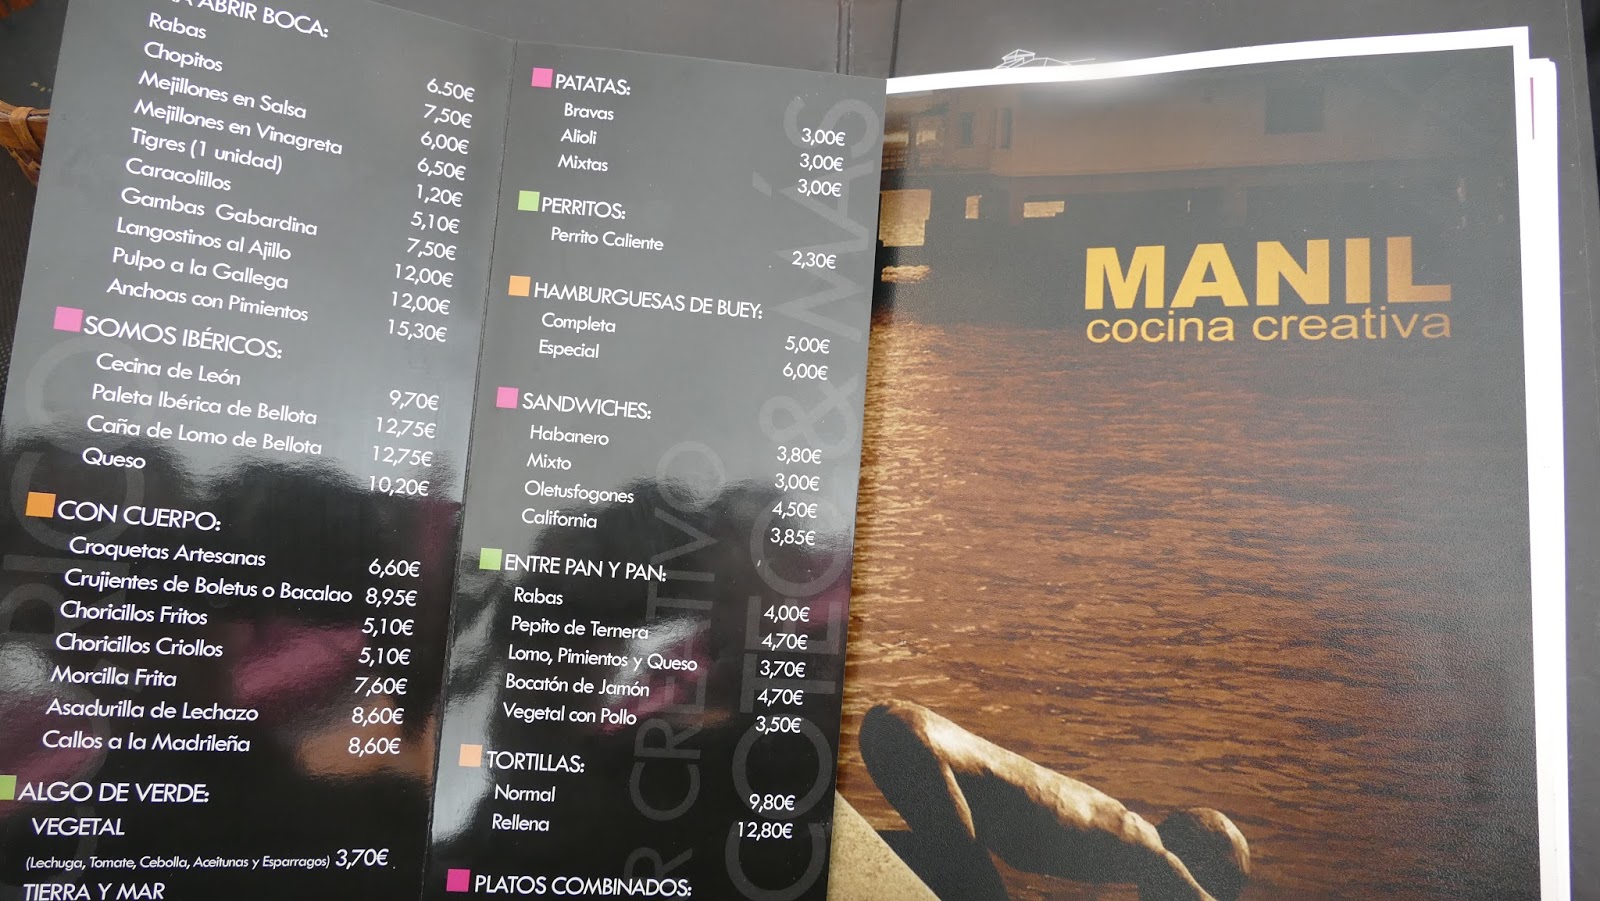 ABRIR BOCA:
Rabas 6.50€
Chopitos 7,50€
Mejillones en Salsa 6,00€
Mejillones en Vinagreta 6,50€
Tigres (1 unidad) 1,20€
Caracolillos 5,10€
Gambas Gabardina 7,50€
Langostinos al Ajillo 12,00€
Pulpo a la Gallega 12,00€
Anchoas con Pimientos 15,30€
SOMOS IBÉRICOS:
Cecina de León 9,70€
Paleta Ibérica de Bellota 12,75€
Caña de Lomo de Bellota 12,75€
Queso 10,20€
CON CUERPO:
Croquetas Artesanas 6,60€
Crujientes de Boletus o Bacalao 8,95€
Choricillos Fritos 5,10€
Choricillos Criollos 5,10€
Morcilla Frita 7,60€
Asadurilla de Lechazo 8,60€
Callos a la Madrileña 8,60€
ALGO DE VERDE:
VEGETAL
(Lechuga, Tomate, Cebolla, Aceitunas y Esparragos) 3,70€
TIERRA Y MAR
PATATAS:
Bravas 3,00€
Alioli 3,00€
Mixtas 3,00€
PERRITOS:
Perrito Caliente 2,30€
HAMBURGUESAS DE BUEY:
Completa 5,00€
Especial 6,00€
SANDWICHES:
Habanero 3,80€
Mixto 3,00€
Oletusfogones 4,50€
California 3,85€
ENTRE PAN Y PAN:
Rabas 4,00€
Pepito de Ternera 4,70€
Lomo, Pimientos y Queso 3,70€
Bocatón de Jamón 4,70€
Vegetal con Pollo 3,50€
TORTILLAS:
Normal 9,80€
Rellena 12,80€
PLATOS COMBINADOS:
CREATIVO
& MÁS
MANIL
cocina creativa